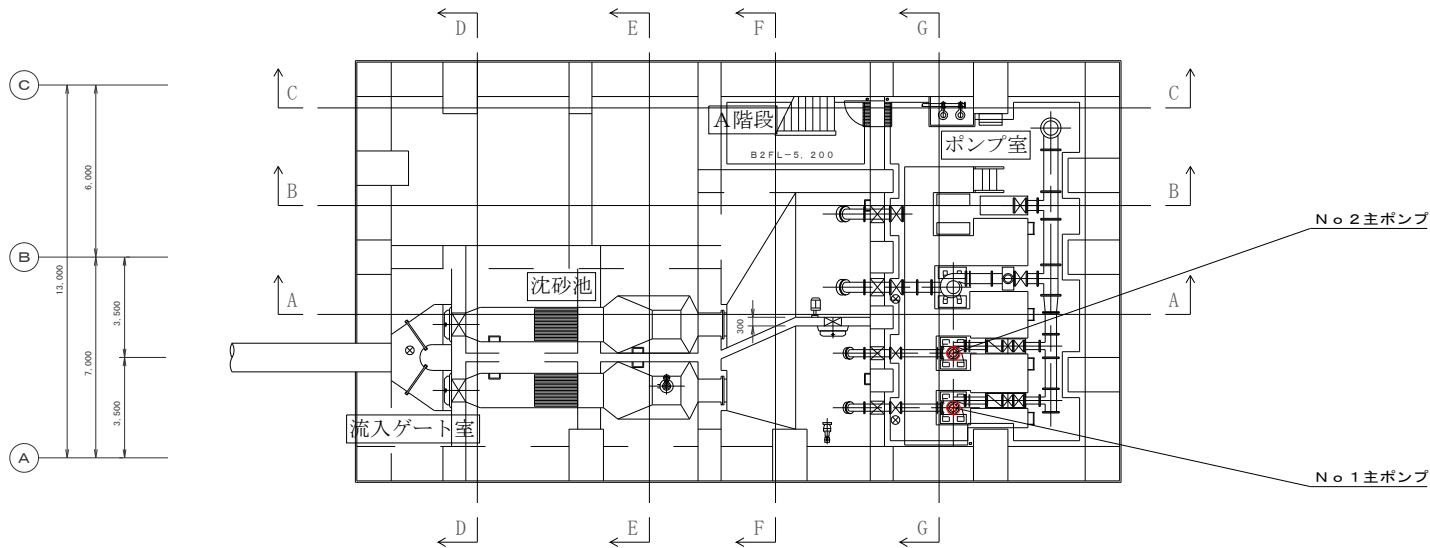 D
E
F
G
C
C
C
A階段
ポンプ室
B2FL-5,200
6,000
B
B
No2主ポンプ
B
13,000
沈砂池
3,500
A
A
300
7,000
3,500
流入ゲート室
A
No1主ポンプ
D
E
F
G